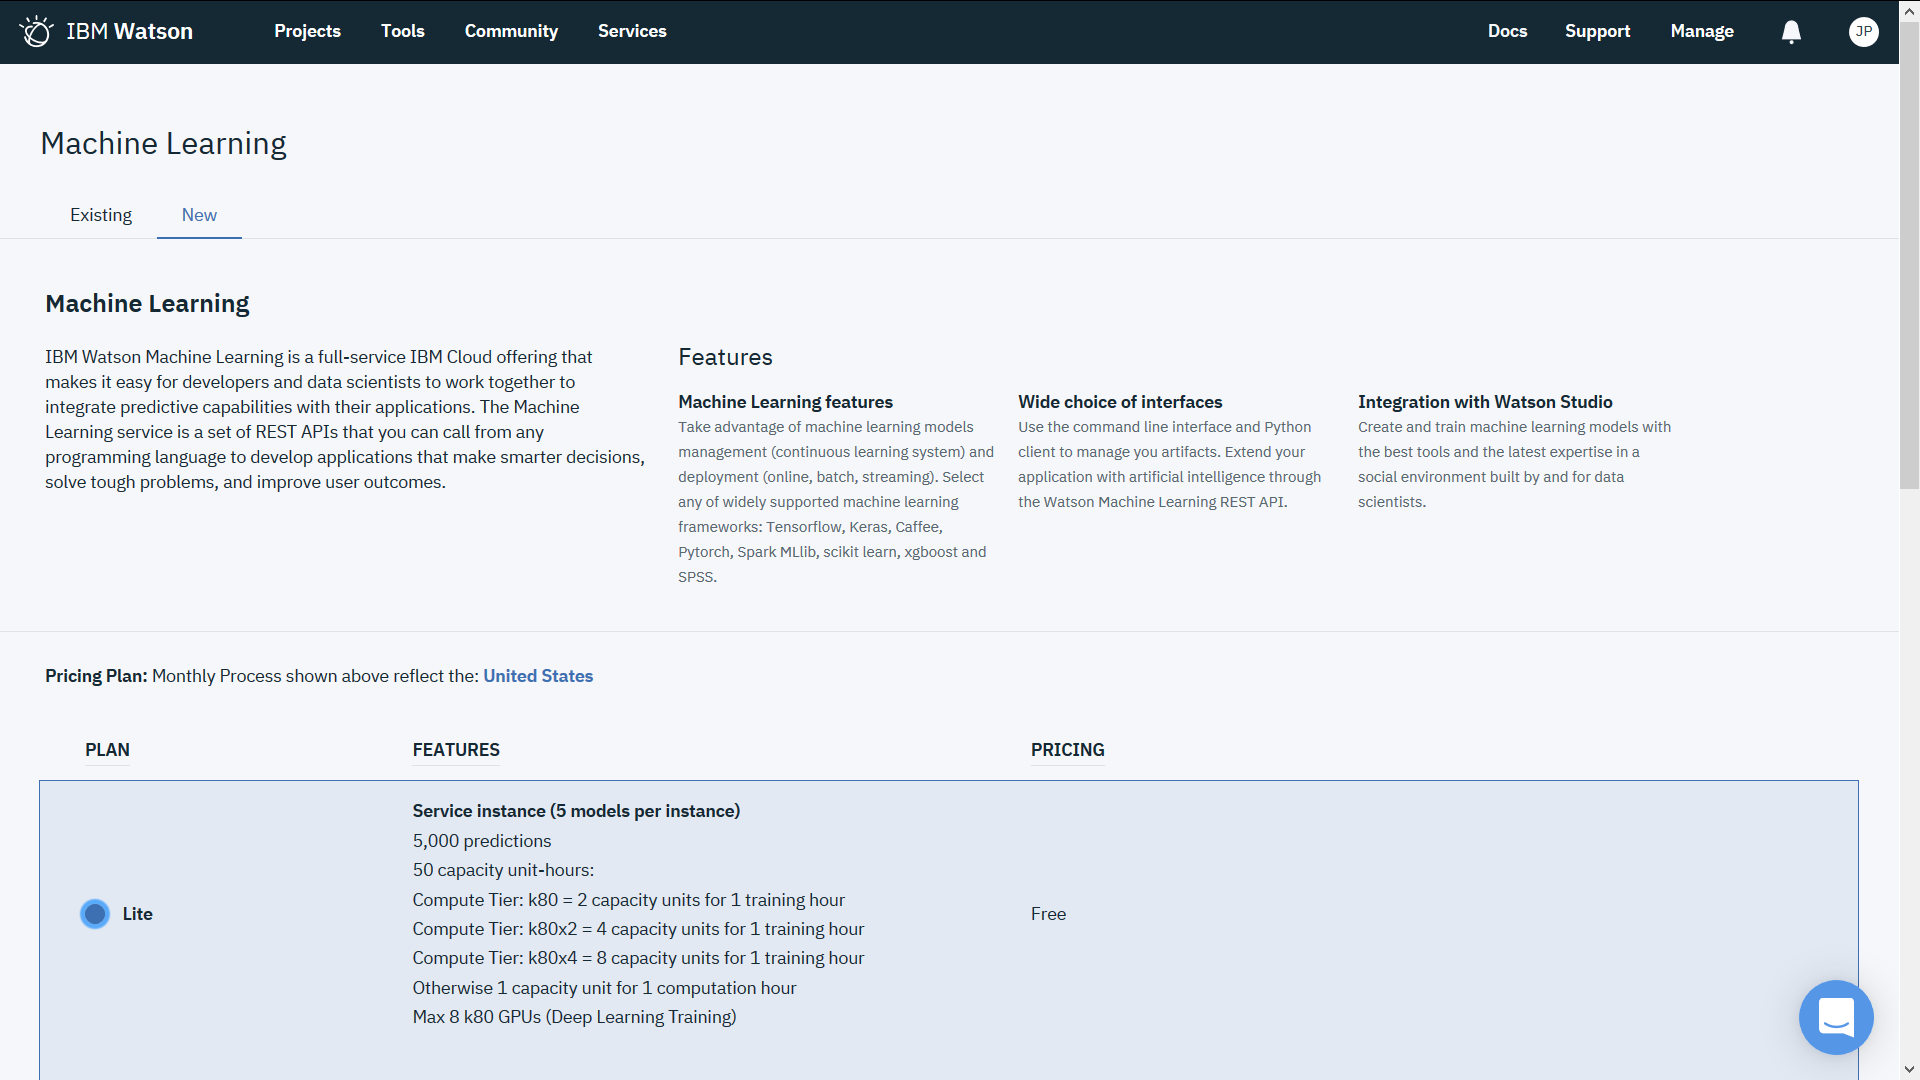 IBM Watson Projects Tools Community Services Docs Support Manage JP
Machine Learning
Existing New
Machine Learning
IBM Watson Machine Learning is a full-service IBM Cloud offering that
makes it easy for developers and data scientists to work together to
integrate predictive capabilities with their applications. The Machine
Learning service is a set of REST APIs that you can call from any
programming language to develop applications that make smarter decisions,
solve tough problems, and improve user outcomes.
Features
Machine Learning features
Take advantage of machine learning models
management (continuous learning system) and
deployment (online, batch, streaming). Select
any of widely supported machine learning
frameworks: Tensorflow, Keras, Caffee,
Pytorch, Spark MLlib, scikit learn, xgboost and
SPSS.
Wide choice of interfaces
Use the command line interface and Python
client to manage you artifacts. Extend your
application with artificial intelligence through
the Watson Machine Learning REST API.
Integration with Watson Studio
Create and train machine learning models with
the best tools and the latest expertise in a
social environment built by and for data
scientists.
Pricing Plan: Monthly Process shown above reflect the: United States
PLAN FEATURES PRICING
Service instance (5 models per instance)
5,000 predictions
50 capacity unit-hours:
Compute Tier: k80 = 2 capacity units for 1 training hour
Lite Free
Compute Tier: k80x2 = 4 capacity units for 1 training hour
Compute Tier: k80x4 = 8 capacity units for 1 training hour
Otherwise 1 capacity unit for 1 computation hour
Max 8 k80 GPUs (Deep Learning Training)